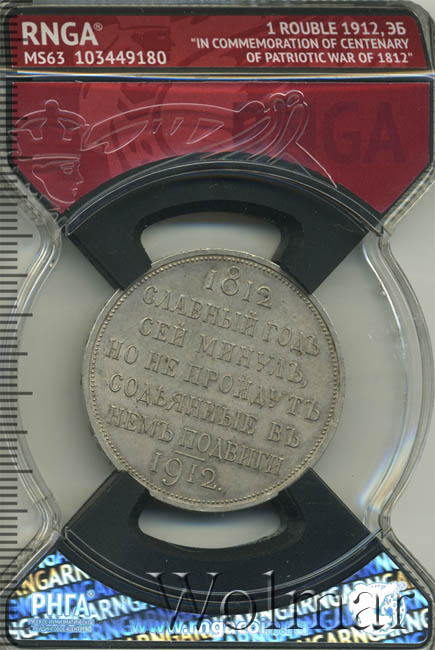 RNGA®
MS63 103449180
1 ROUBLE 1912, ЭБ
"IN COMMEMORATION OF CENTENARY
OF PATRIOTIC WAR OF 1812"
RNGA
1812
СЛАВНЫЙ ГОДЪ
СЕЙ МИНУЛЪ,
НО НЕ ПРОЙДУТЪ
СОДѢЯННЫЕ ВЪ
НЕМЪ ПОДВИГИ
1912.
РНГА
Wolmar